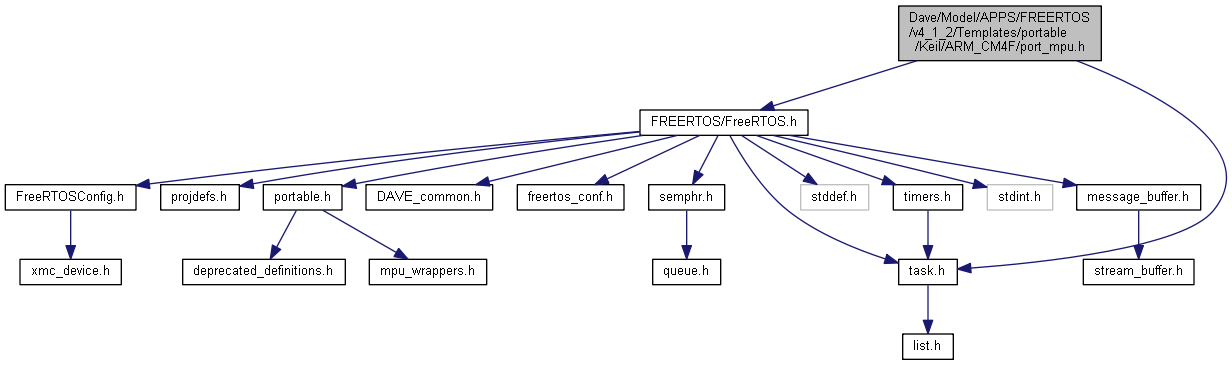 Dave/Model/APPS/FREERTOS
/v4_1_2/Templates/portable
/Keil/ARM_CM4F/port_mpu.h
FREERTOS/FreeRTOS.h
FreeRTOSConfig.h
projdefs.h
portable.h
DAVE_common.h
freertos_conf.h
semphr.h
stddef.h
timers.h
stdint.h
message_buffer.h
xmc_device.h
deprecated_definitions.h
mpu_wrappers.h
queue.h
task.h
stream_buffer.h
list.h